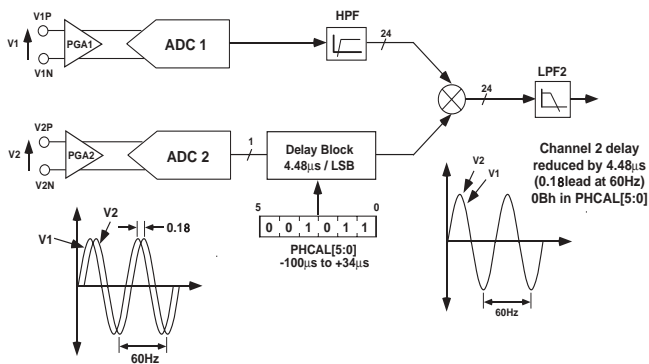 HPF
V1P
V1
V1N
PGA1
ADC 1
24
LPF2
24
V2P
V2
V2N
PGA2
ADC 2
1
Delay Block
4.48µs / LSB
Channel 2 delay
reduced by 4.48µs
(0.18lead at 60Hz)
0Bh in PHCAL[5:0]
V2
V1
5
0
0 0 1 0 1 1
PHCAL[5:0]
-100µs to +34µs
V2
V1
0.18
60Hz
60Hz